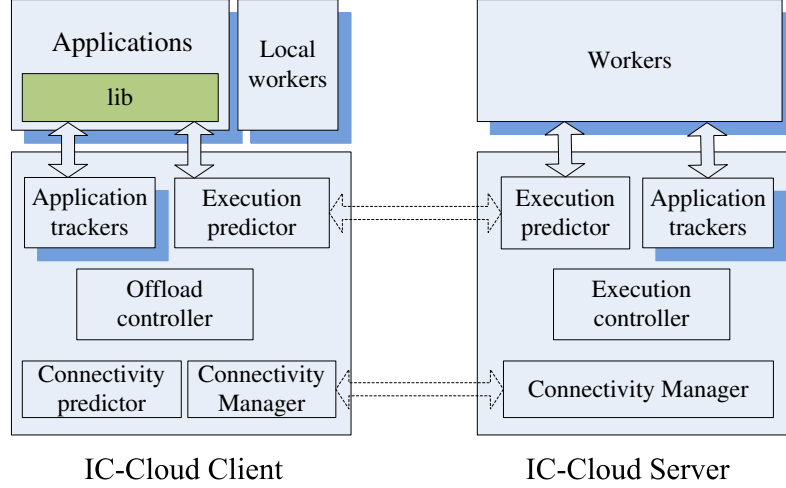 Applications
lib
Local
workers
Workers
Application
trackers
Execution
predictor
Execution
predictor
Application
trackers
Offload
controller
Execution
controller
Connectivity
predictor
Connectivity
Manager
Connectivity Manager
IC-Cloud Client
IC-Cloud Server